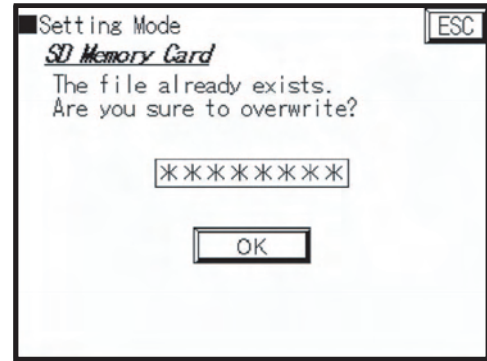 ■Setting Mode
ESC
SD Memory Card
The file already exists.
Are you sure to overwrite?
********
OK